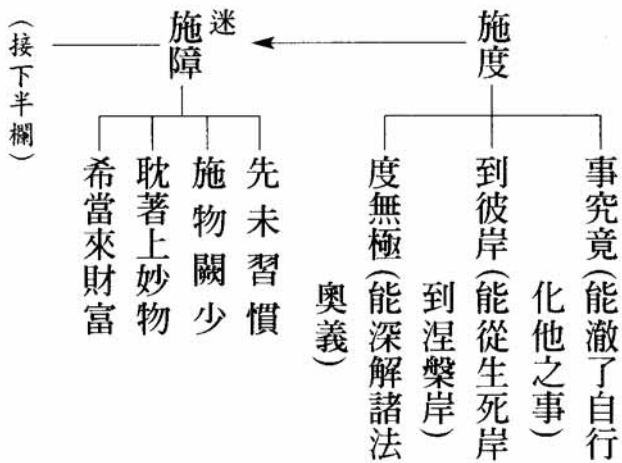 施度
事究竟(能澈了自行
化他之事)
到彼岸(能從生死岸
到涅槃岸)
度無極(能深解諸法
奧義)
迷
施障
先未習慣
施物闕少
耽著上妙物
希當來財富
(接下半欄)